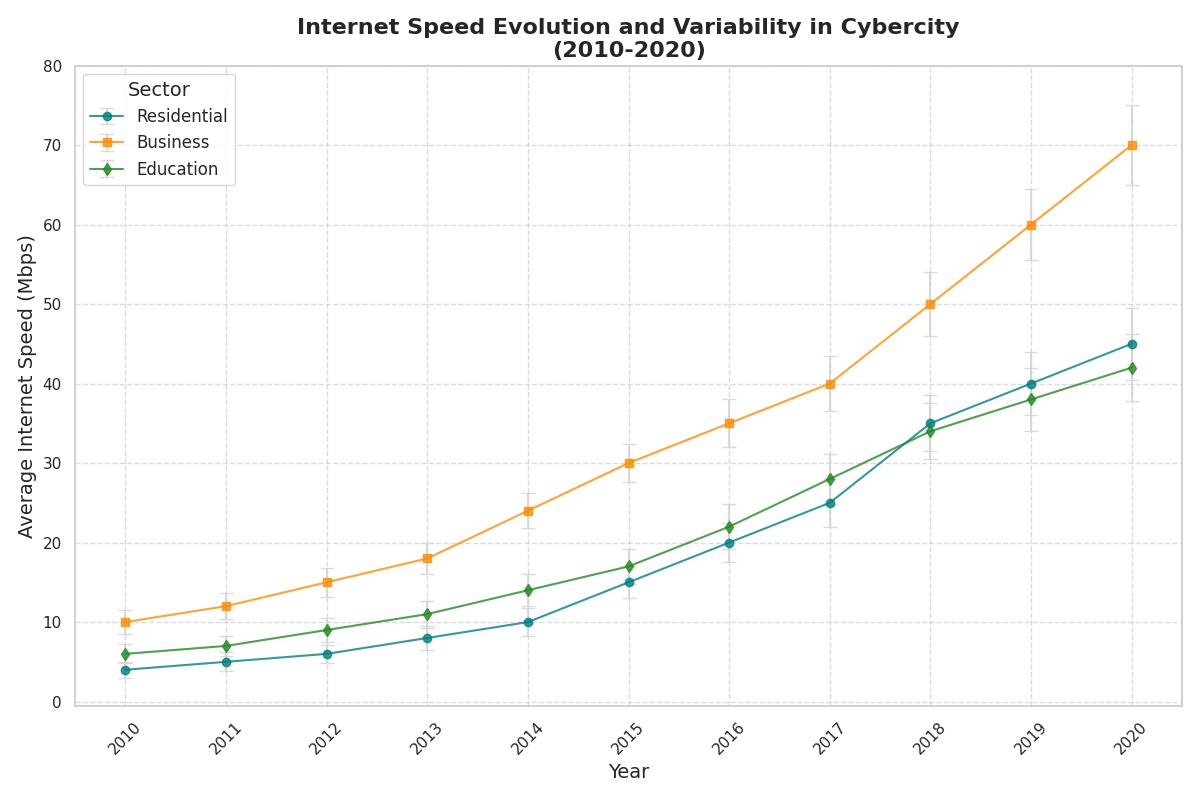 Internet Speed Evolution and Variability in Cybercity
(2010-2020)
Sector
Residential
Business
Education
Average Internet Speed (Mbps)
80
70
60
50
40
30
20
10
0
2010 2011 2012 2013 2014 2015 2016 2017 2018 2019 2020
Year